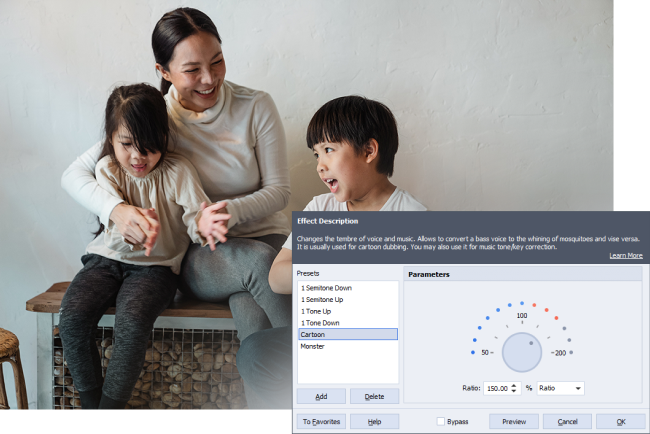 Effect Description
Changes the tembre of voice and music. Allows to convert a bass voice to the whining of mosquitoes and vise versa.
It is usually used for cartoon dubbing. You may also use it for music tone/key correction.
Learn More
Presets
1 Semitone Down
1 Semitone Up
1 Tone Up
1 Tone Down
Cartoon
Monster
Add Delete
Parameters
100
50 200
Ratio: 150.00 % Ratio
To Favorites Help Bypass Preview Cancel OK